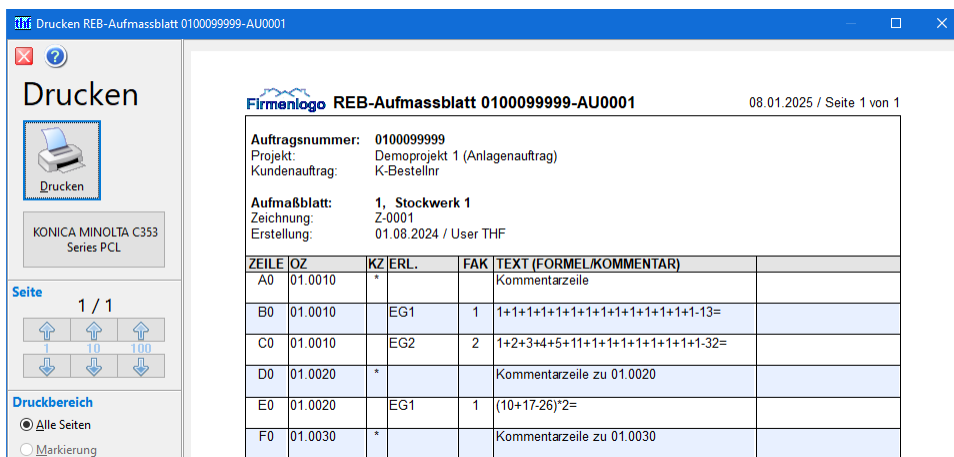 thf Drucken REB-Aufmassblatt 0100099999-AU0001
Drucken
Drucken
KONICA MINOLTA C353
Series PCL
Seite
1 / 1
1 10 100
Druckbereich
Alle Seiten
Markierung
Firmenlogo REB-Aufmassblatt 0100099999-AU0001 08.01.2025 / Seite 1 von 1
Auftragsnummer: 0100099999
Projekt: Demoprojekt 1 (Anlagenauftrag)
Kundenauftrag: K-Bestellnr
Aufmaßblatt: 1, Stockwerk 1
Zeichnung: Z-0001
Erstellung: 01.08.2024 / User THF
ZEILE OZ KZ ERL. FAK TEXT (FORMEL/KOMMENTAR)
A0 01.0010 * Kommentarzeile
B0 01.0010 EG1 1 1+1+1+1+1+1+1+1+1+1+1+1+1+1-13=
C0 01.0010 EG2 2 1+2+3+4+5+11+1+1+1+1+1+1+1+1-32=
D0 01.0020 * Kommentarzeile zu 01.0020
E0 01.0020 EG1 1 (10+17-26)*2=
F0 01.0030 * Kommentarzeile zu 01.0030